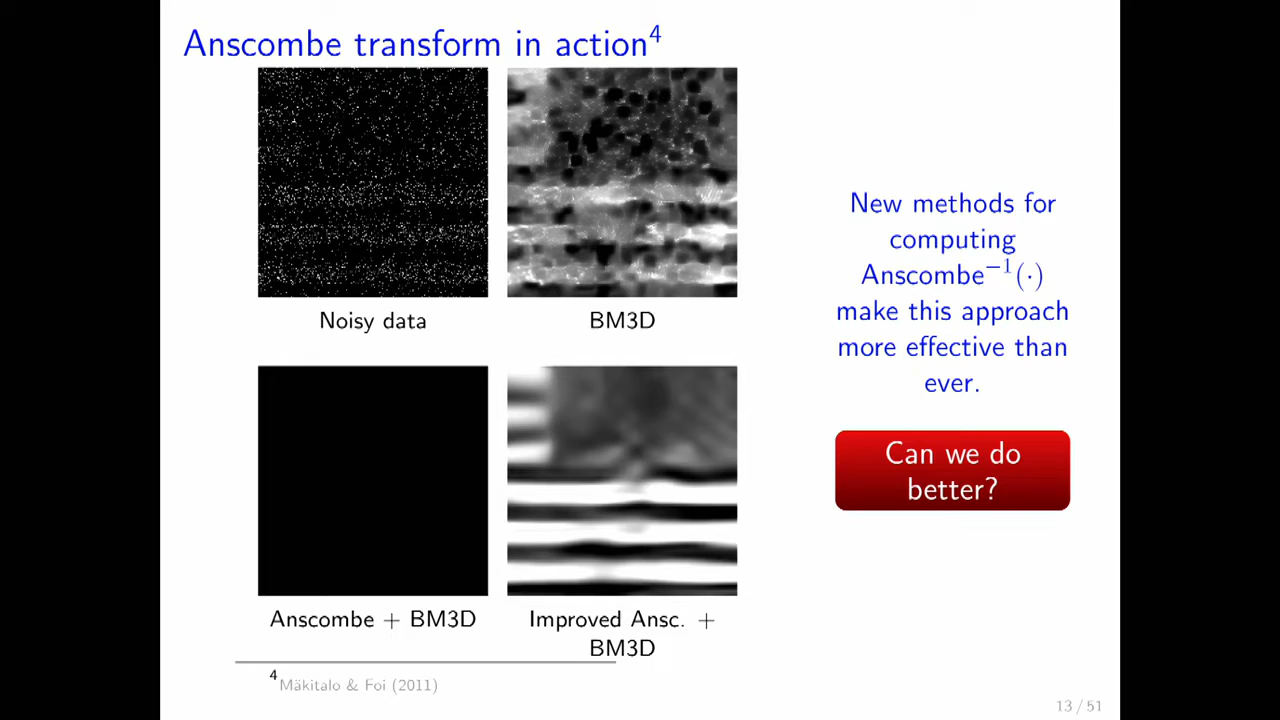 Anscombe transform in action⁴
Noisy data
BM3D
Anscombe + BM3D
Improved Ansc. +
BM3D
New methods for
computing
Anscombe⁻¹(·)
make this approach
more effective than
ever.
Can we do
better?
⁴Mäkitalo & Foi (2011)
13 / 51